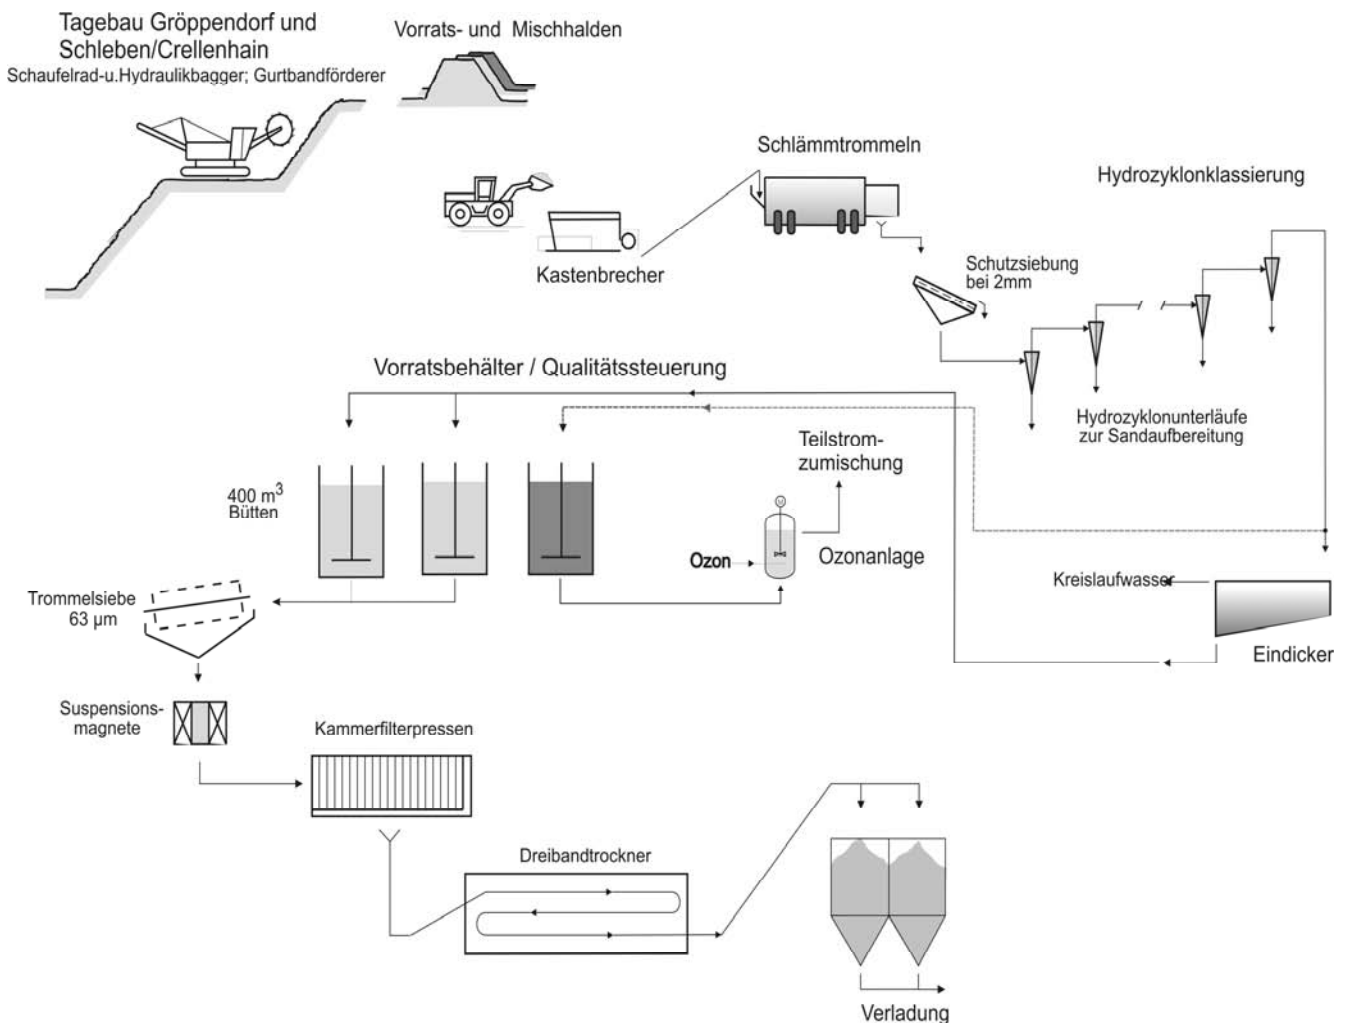 Tagebau Gröppendorf und
Schleben/Crellenhain
Schaufelrad-u.Hydraulikbagger; Gurtbandförderer
Vorrats- und Mischhalden
Schlämmtrommeln
Hydrozyklonklassierung
Kastenbrecher
Schutzsiebung
bei 2mm
Vorratsbehälter / Qualitätssteuerung
Hydrozyklonunterläufe
zur Sandaufbereitung
Teilstrom-
zumischung
400 m³
Bütten
M
Ozon
Ozonanlage
Kreislaufwasser
Eindicker
Trommelsiebe
63 µm
Suspensions-
magnete
Kammerfilterpressen
Dreibandtrockner
Verladung